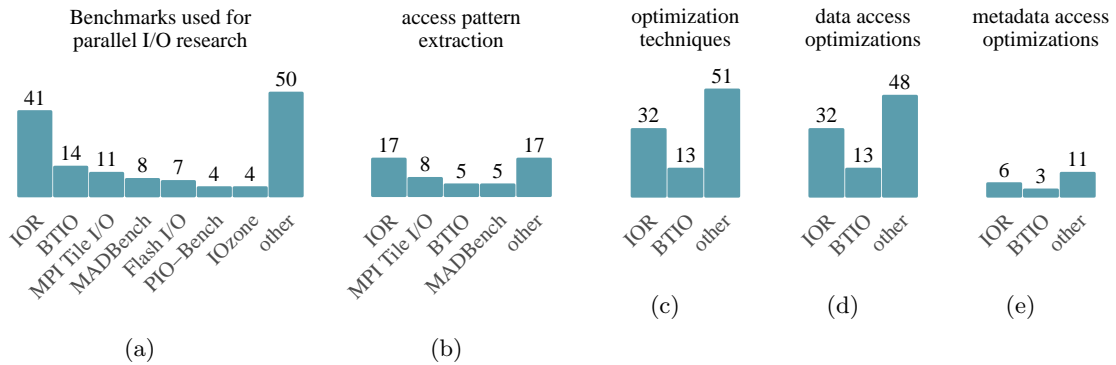 Benchmarks used for
parallel I/O research
41
14
11
8
7
4
4
50
IOR
BTIO
MPI Tile I/O
MADBench
Flash I/O
PIO−Bench
IOzone
other
(a)
access pattern
extraction
17
8
5
5
17
IOR
MPI Tile I/O
BTIO
MADBench
other
(b)
optimization
techniques
32
13
51
IOR
BTIO
other
(c)
data access
optimizations
32
13
48
IOR
BTIO
other
(d)
metadata access
optimizations
6
3
11
IOR
BTIO
other
(e)